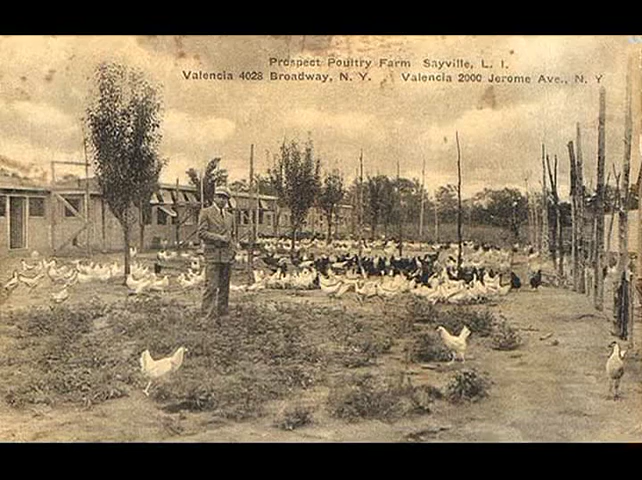 Prospect Poultry Farm Sayville, L. I.
Valencia 4028 Broadway, N. Y. Valencia 2000 Jerome Ave., N. Y